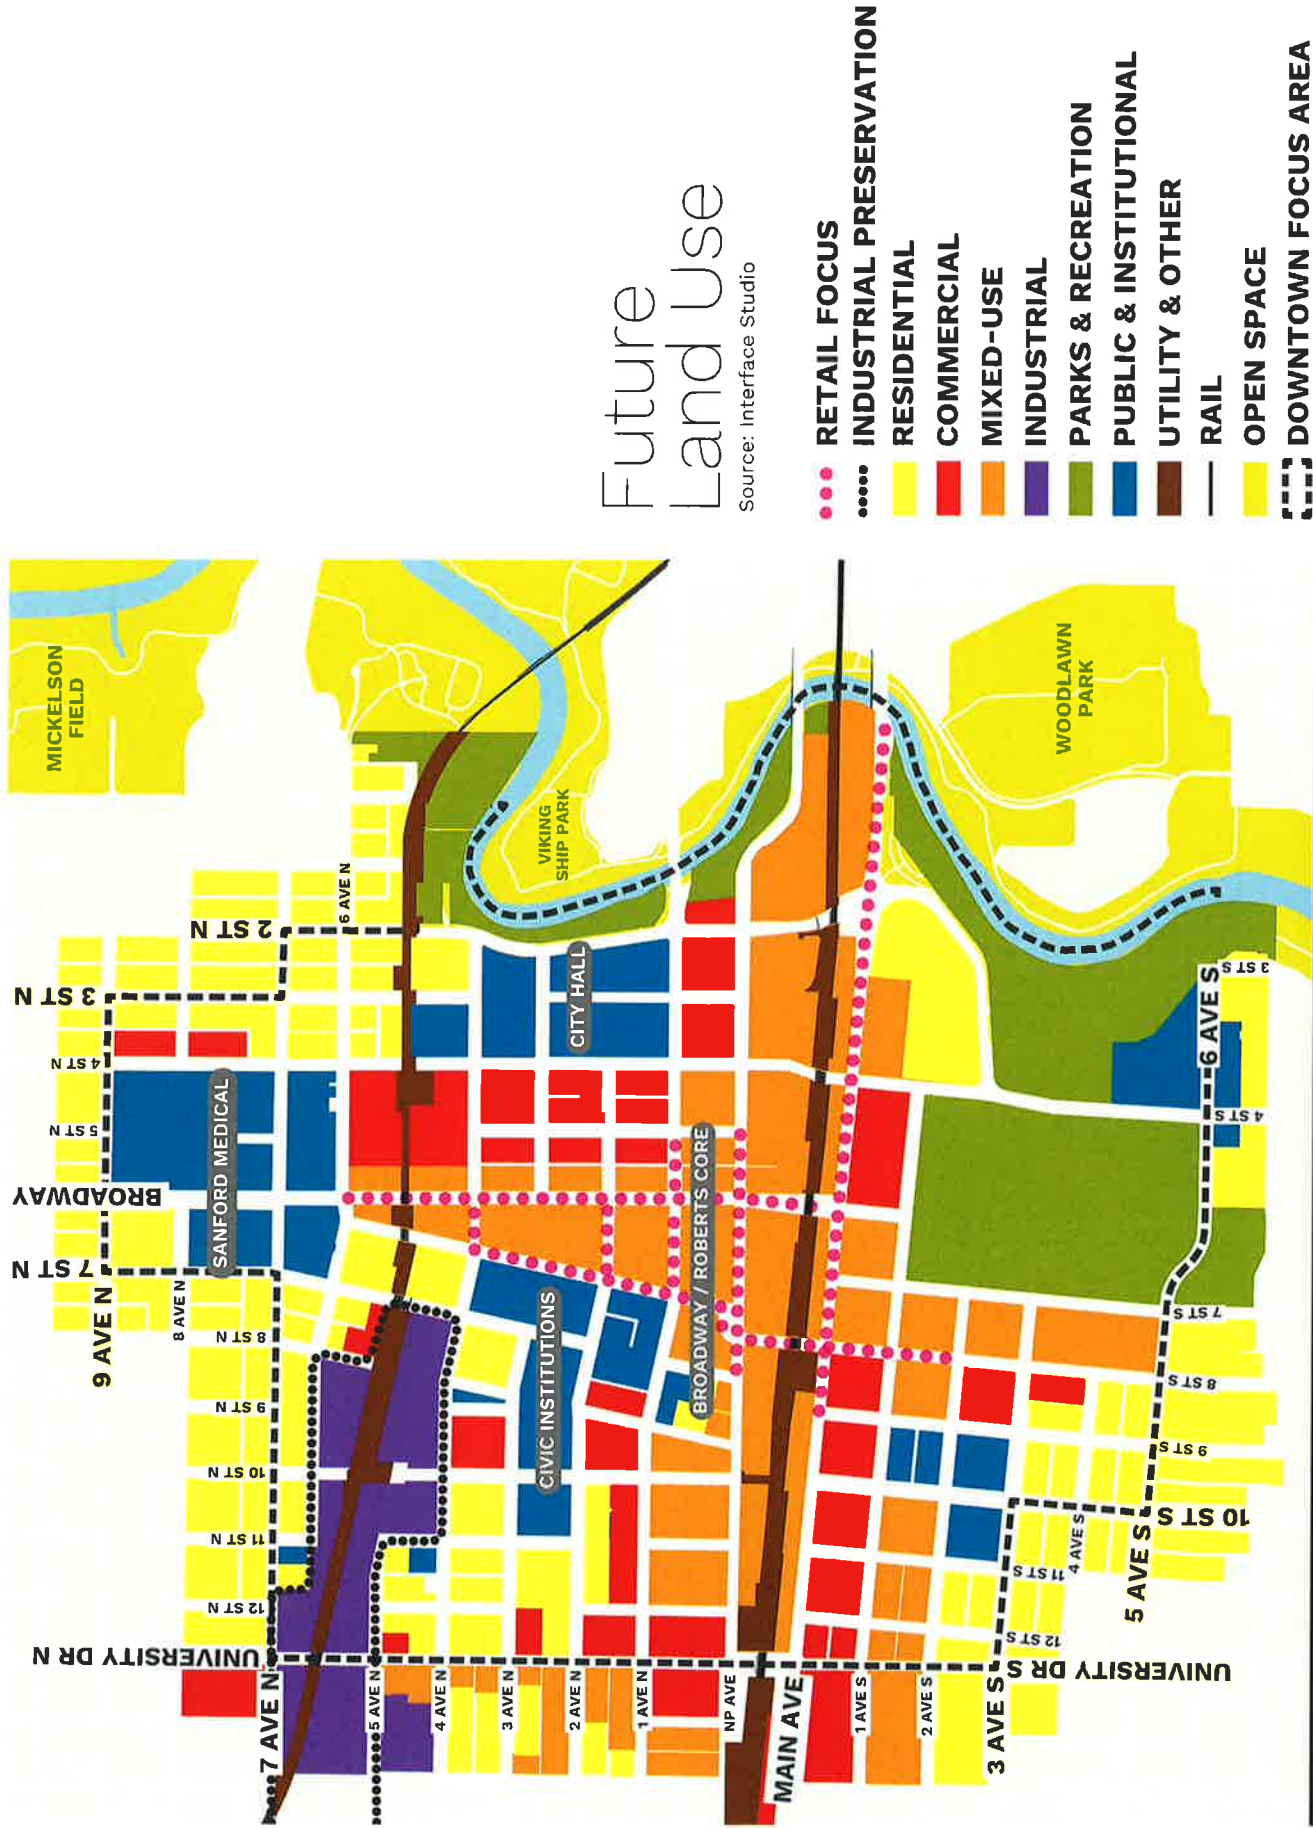 Future
Land Use
Source: Interface Studio
RETAIL FOCUS
INDUSTRIAL PRESERVATION
RESIDENTIAL
COMMERCIAL
MIXED-USE
INDUSTRIAL
PARKS & RECREATION
PUBLIC & INSTITUTIONAL
UTILITY & OTHER
RAIL
OPEN SPACE
DOWNTOWN FOCUS AREA
MICKELSON
FIELD
VIKING
SHIP PARK
WOODLAWN
PARK
2 ST N
6 AVE N
3 ST N
4 ST N
5 ST N
BROADWAY
7 ST N
9 AVE N
8 AVE N
8 ST N
9 ST N
10 ST N
11 ST N
12 ST N
UNIVERSITY DR N
7 AVE N
5 AVE N
4 AVE N
3 AVE N
2 AVE N
1 AVE N
NP AVE
MAIN AVE
1 AVE S
2 AVE S
3 AVE S
UNIVERSITY DR S
12 ST S
11 ST S
4 AVE S
5 AVE S
10 ST S
9 ST S
8 ST S
7 ST S
4 ST S
6 AVE S
3 ST S
SANFORD MEDICAL
CITY HALL
CIVIC INSTITUTIONS
BROADWAY / ROBERTS CORE